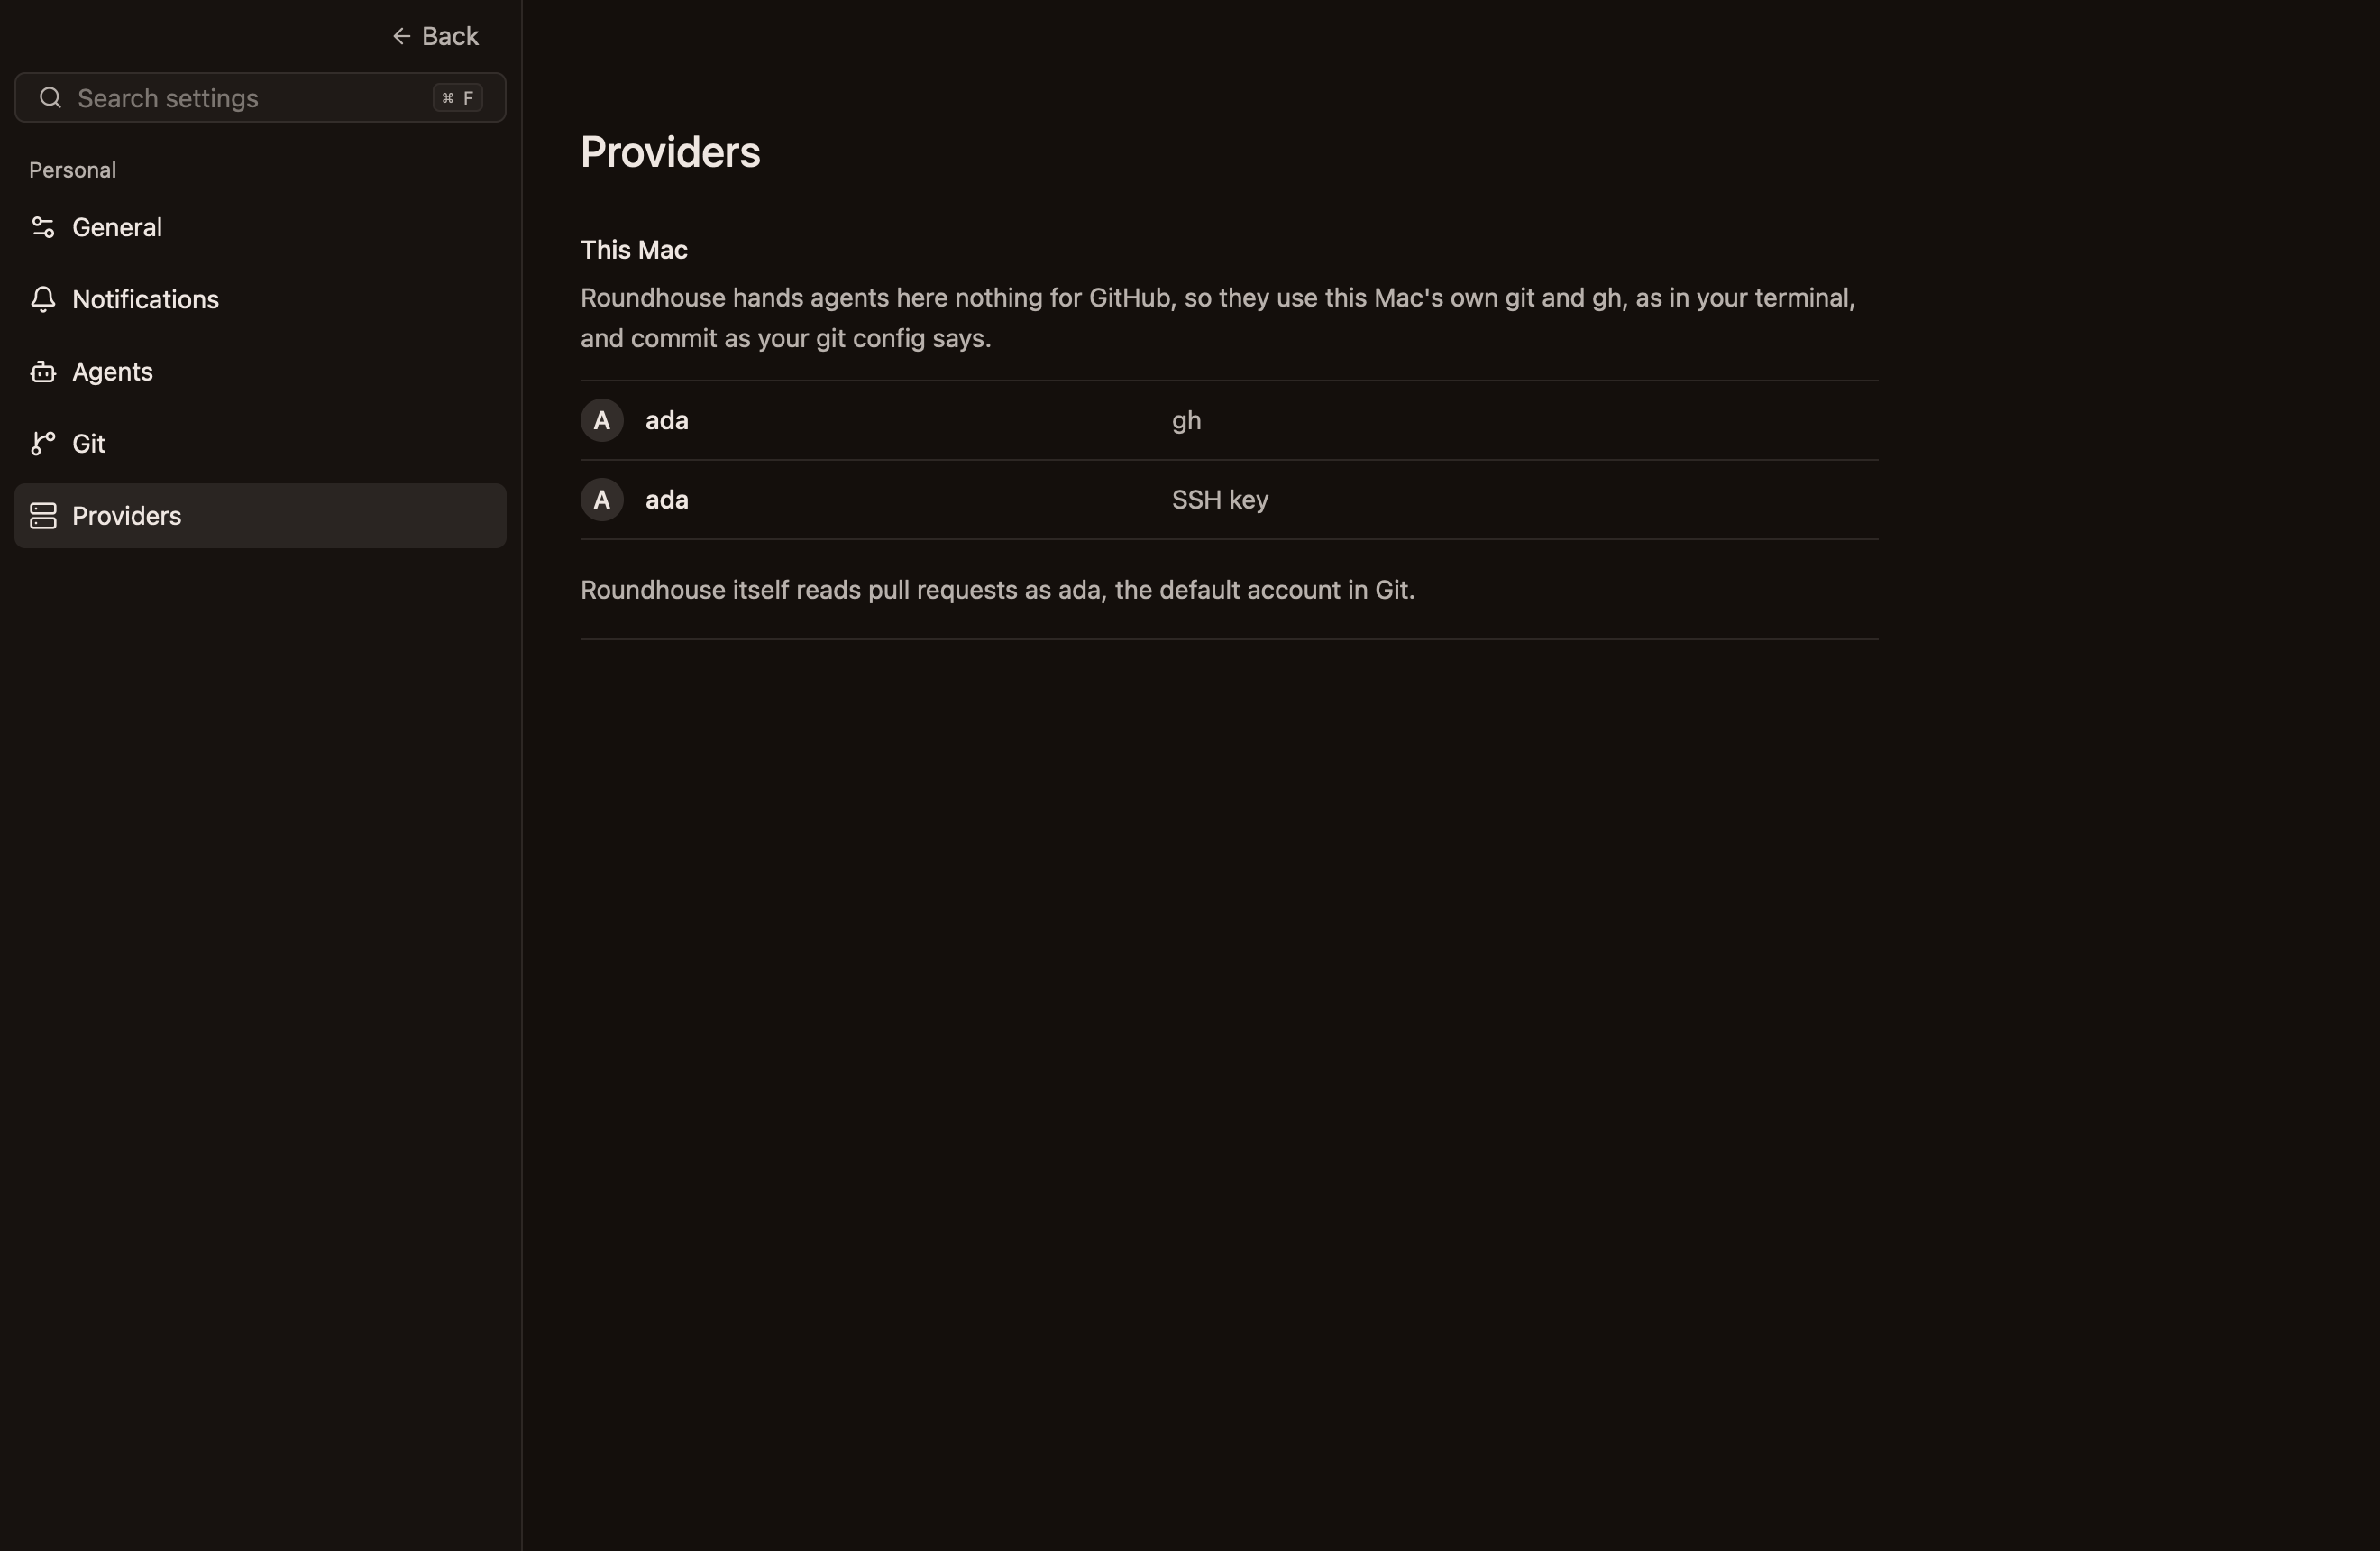 Back
Search settings
⌘ F
Personal
General
Notifications
Agents
Git
Providers
Providers
This Mac
Roundhouse hands agents here nothing for GitHub, so they use this Mac's own git and gh, as in your terminal,
and commit as your git config says.
A ada gh
A ada SSH key
Roundhouse itself reads pull requests as ada, the default account in Git.